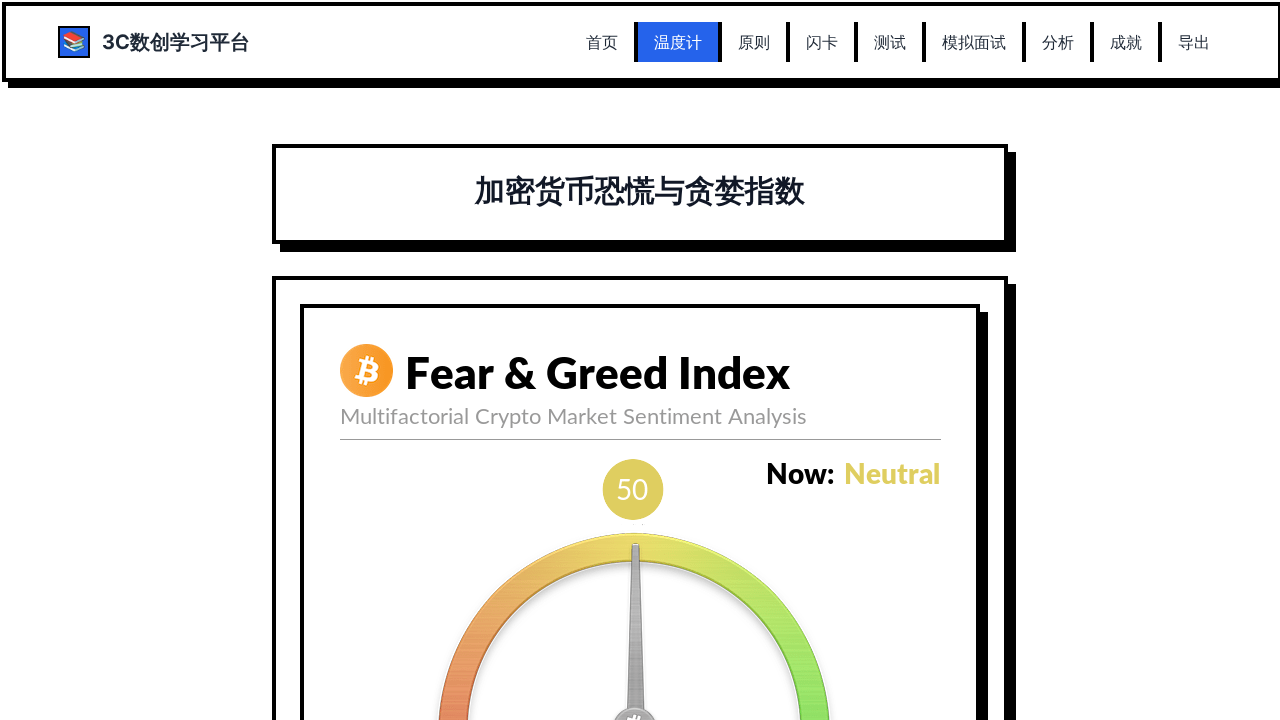 3C数创学习平台
首页 温度计 原则 闪卡 测试 模拟面试 分析 成就 导出
加密货币恐慌与贪婪指数
Fear & Greed Index
Multifactorial Crypto Market Sentiment Analysis
Now: Neutral
50